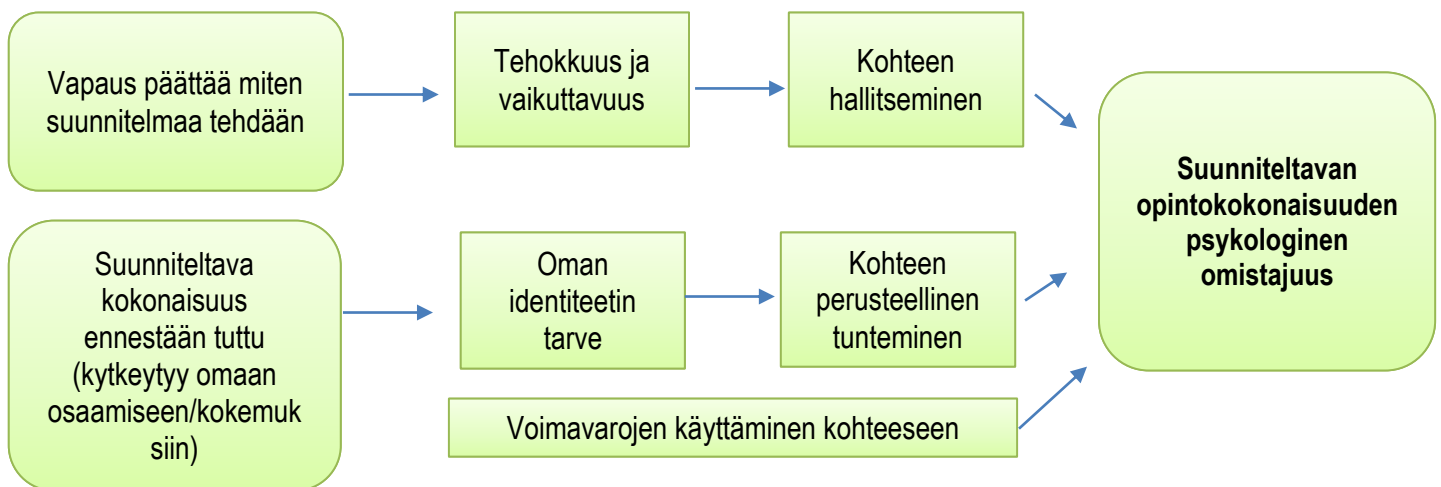 Vapaus päättää miten
suunnitelmaa tehdään
Tehokkuus ja
vaikuttavuus
Kohteen
hallitseminen
Suunniteltavan
opintokokonaisuuden
psykologinen
omistajuus
Suunniteltava
kokonaisuus
ennestään tuttu
(kytkeytyy omaan
osaamiseen/kokemuk
siin)
Oman
identiteetin
tarve
Kohteen
perusteellinen
tunteminen
Voimavarojen käyttäminen kohteeseen